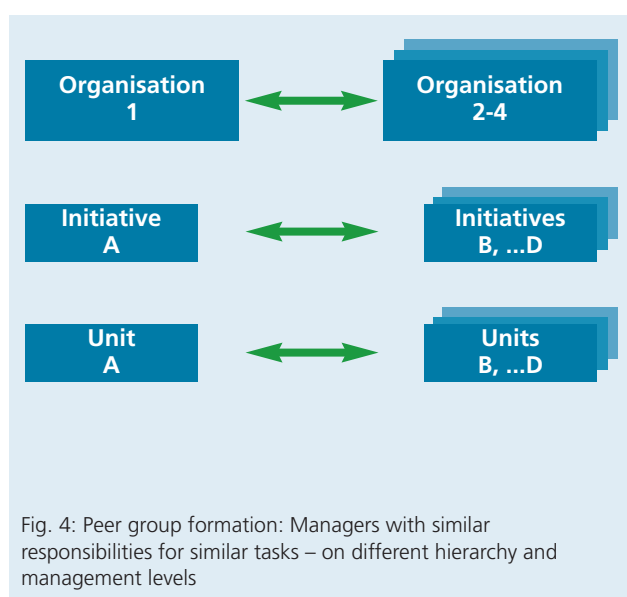 Organisation
1
Organisation
2-4
Initiative
A
Initiatives
B, ...D
Unit
A
Units
B, ...D
Fig. 4: Peer group formation: Managers with similar
responsibilities for similar tasks – on different hierarchy and
management levels